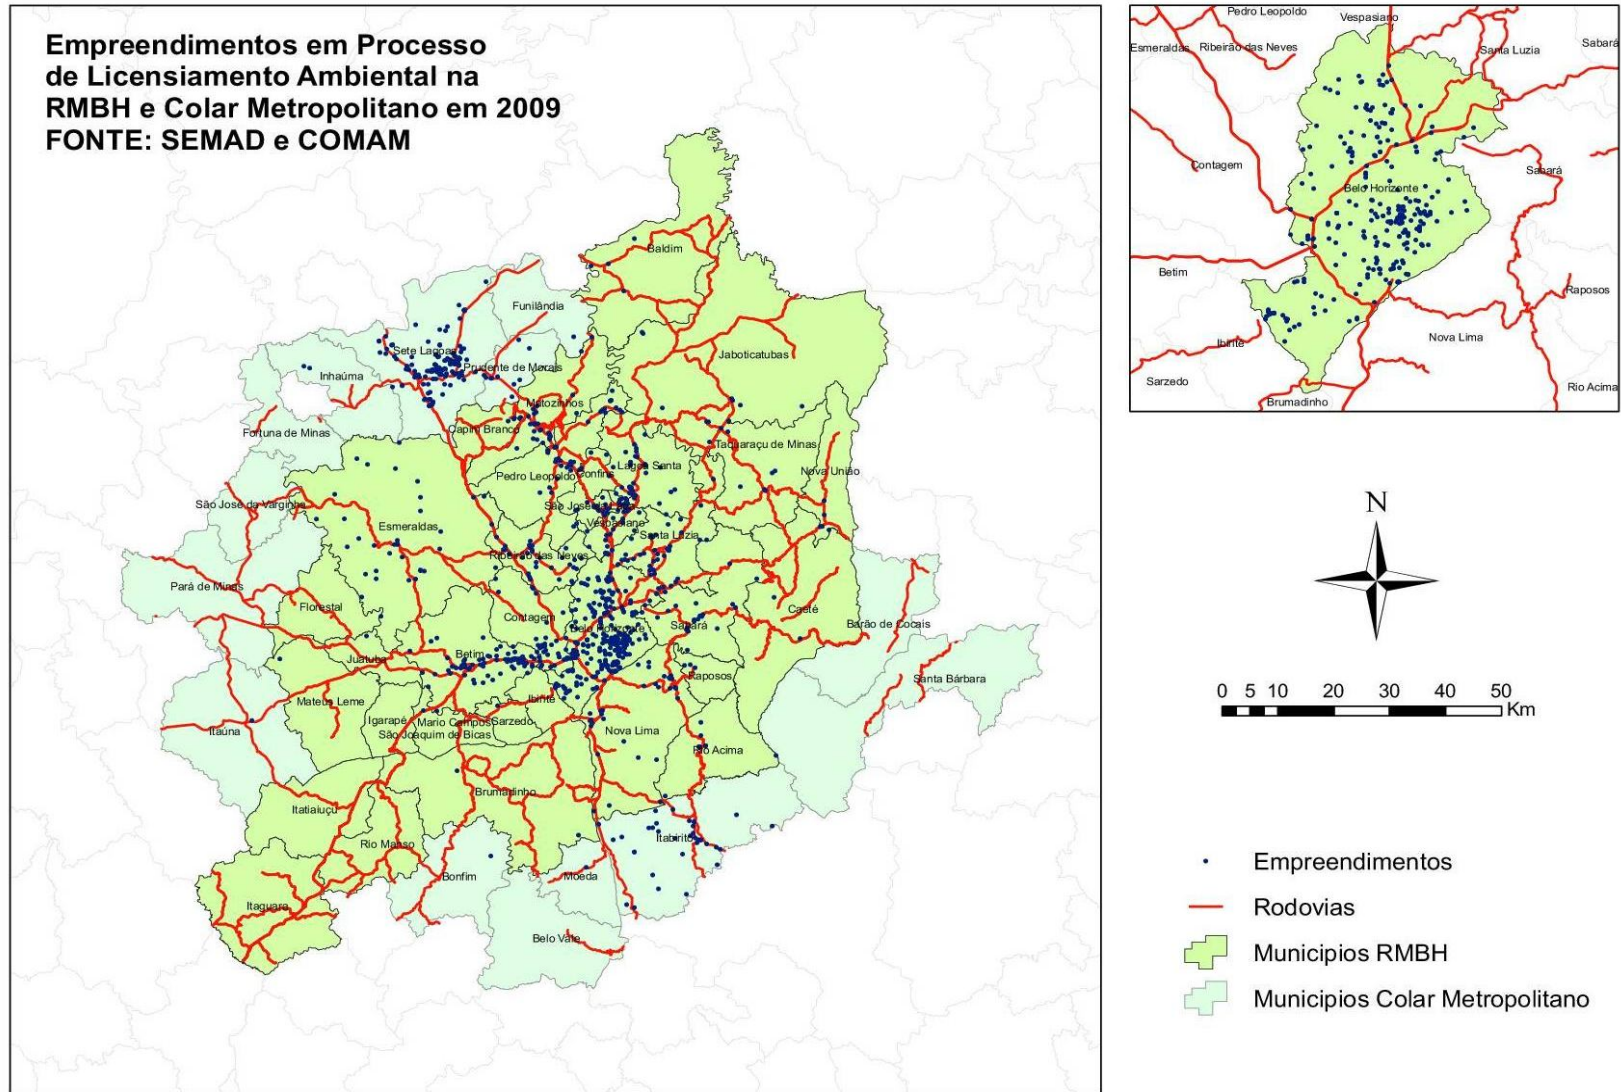 Empreendimentos em Processo
de Licensiamento Ambiental na
RMBH e Colar Metropolitano em 2009
FONTE: SEMAD e COMAM
Baldim
Funilândia
Sete Lagoas
Jaboticatubas
Prudente de Morais
Inhaúma
Matozinhos
Fortuna de Minas
Capim Branco
Taquaraçu de Minas
Lagoa Santa
Nova União
Pedro Leopoldo
Confins
São José da Varginha
São José da Lapa
Vespasiano
Esmeraldas
Santa Luzia
Ribeirão das Neves
Pará de Minas
Florestal
Caeté
Contagem
Barão de Cocais
Belo Horizonte
Sabará
Betim
Juatuba
Raposos
Santa Bárbara
Mateus Leme
Ibirité
Igarapé
Mario Campos
Sarzedo
Itaúna
São Joaquim de Bicas
Nova Lima
Rio Acima
Brumadinho
Itatiaiuçu
Itabirito
Rio Manso
Bonfim
Moeda
Itaguara
Belo Vale
Pedro Leopoldo
Vespasiano
Esmeraldas
Ribeirão das Neves
Santa Luzia
Sabará
Contagem
Sabará
Belo Horizonte
Betim
Raposos
Ibirité
Nova Lima
Sarzedo
Rio Acima
Brumadinho
N
0 5 10 20 30 40 50
Km
Empreendimentos
Rodovias
Municipios RMBH
Municipios Colar Metropolitano